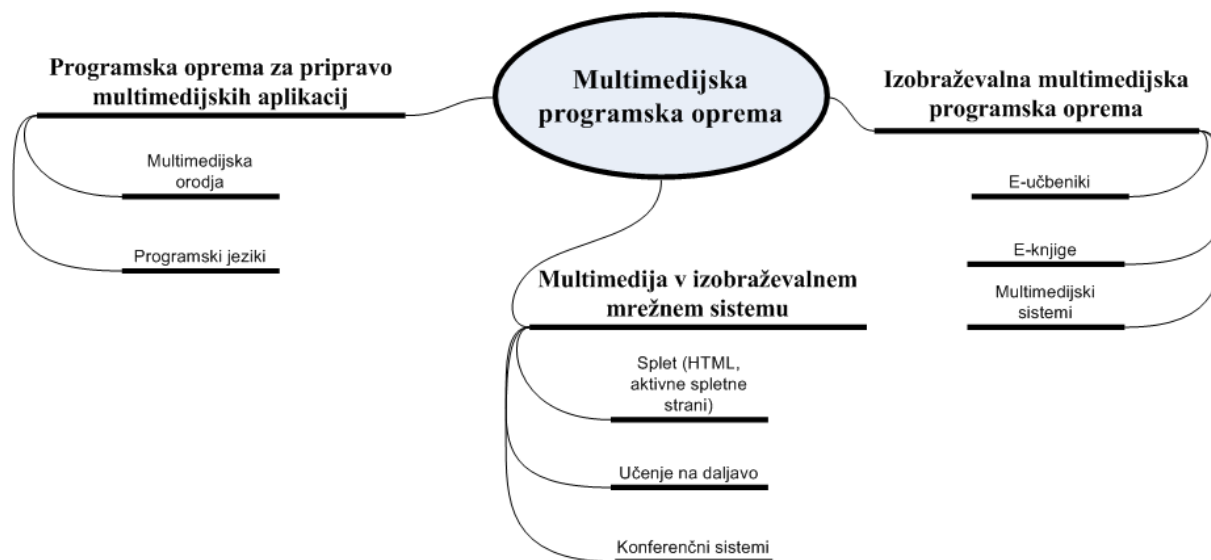 Multimedijska
programska oprema
Programska oprema za pripravo
multimedijskih aplikacij
Multimedijska
orodja
Programski jeziki
Multimedija v izobraževalnem
mrežnem sistemu
Splet (HTML,
aktivne spletne
strani)
Učenje na daljavo
Konferenčni sistemi
Izobraževalna multimedijska
programska oprema
E-učbeniki
E-knjige
Multimedijski
sistemi